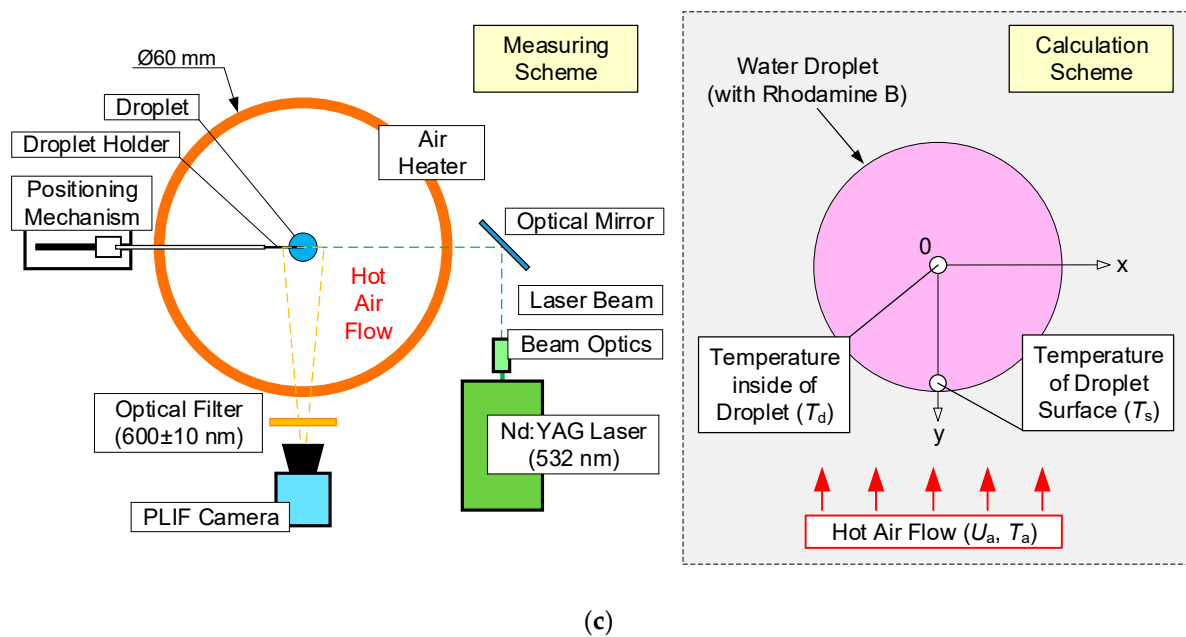 Measuring
Scheme
Ø60 mm
Droplet
Droplet Holder
Air
Heater
Positioning
Mechanism
Optical Mirror
Hot
Air
Flow
Laser Beam
Beam Optics
Optical Filter
(600±10 nm)
Nd:YAG Laser
(532 nm)
PLIF Camera
Calculation
Scheme
Water Droplet
(with Rhodamine B)
0
x
Temperature
inside of
Droplet (Td)
Temperature
of Droplet
Surface (Ts)
y
Hot Air Flow (Ua, Ta)
(c)